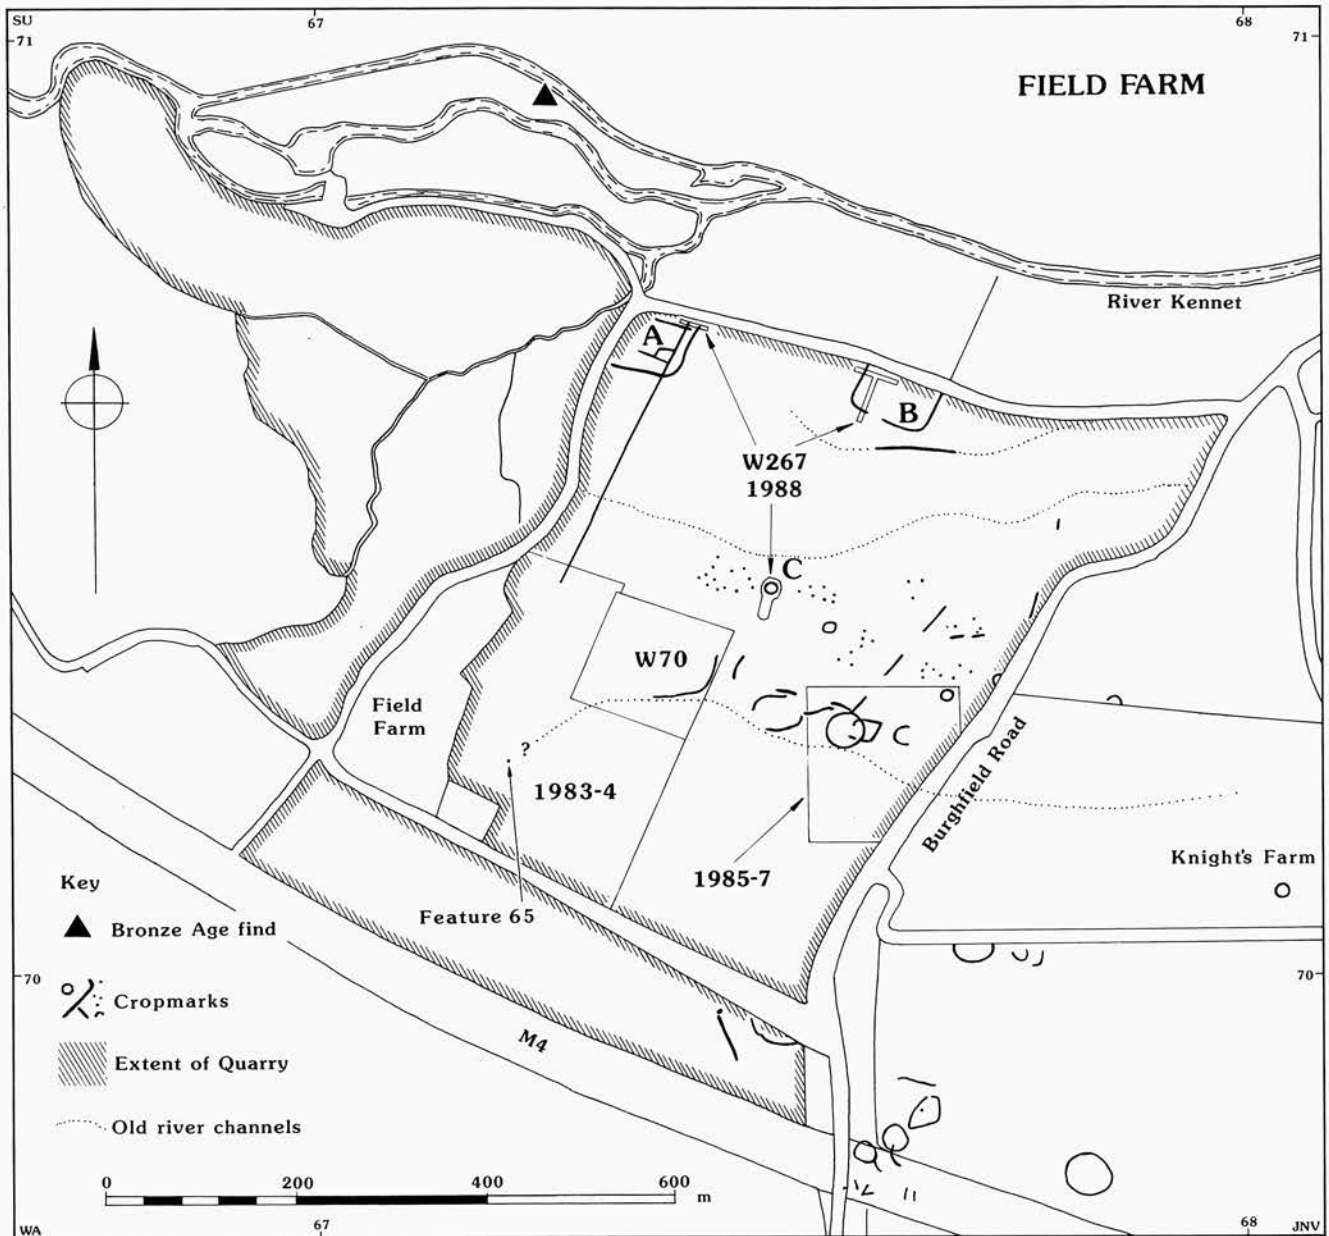 SU
67
68
71
71
FIELD FARM
River Kennet
A
B
W267
1988
C
W70
Field
Farm
?
1983-4
Burghfield Road
1985-7
Knight's Farm
Feature 65
Key
Bronze Age find
70
70
Cropmarks
M4
Extent of Quarry
Old river channels
0
200
400
600
m
WA
67
68
JNV